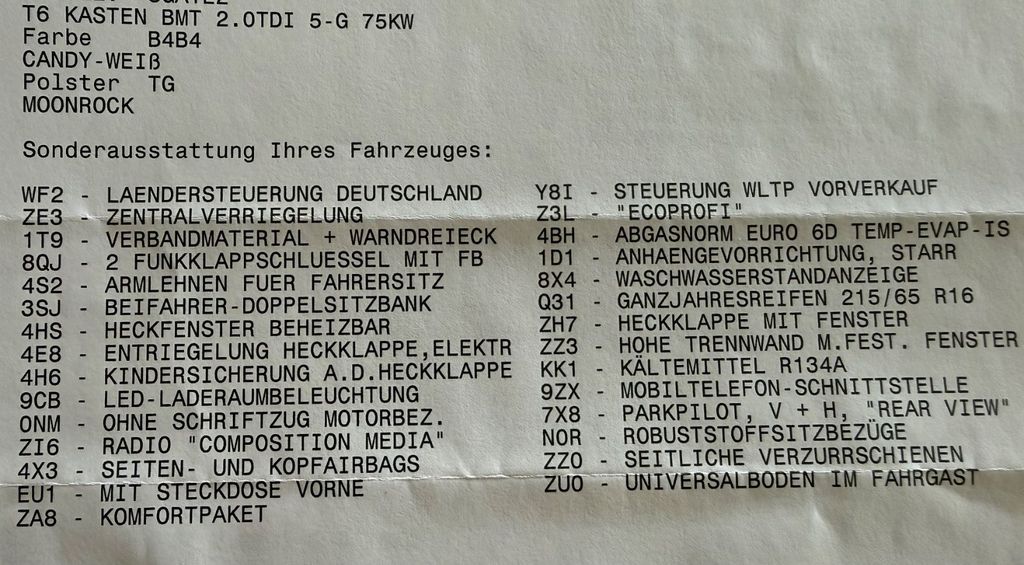 T6 KASTEN BMT 2.0TDI 5-G 75KW
Farbe B4B4
CANDY-WEIß
Polster TG
MOONROCK
Sonderausstattung Ihres Fahrzeuges:
WF2 - LAENDERSTEUERUNG DEUTSCHLAND
ZE3 - ZENTRALVERRIEGELUNG
1T9 - VERBANDMATERIAL + WARNDREIECK
8QJ - 2 FUNKKLAPPSCHLUESSEL MIT FB
4S2 - ARMLEHNEN FUER FAHRERSITZ
3SJ - BEIFAHRER-DOPPELSITZBANK
4HS - HECKFENSTER BEHEIZBAR
4E8 - ENTRIEGELUNG HECKKLAPPE,ELEKTR
4H6 - KINDERSICHERUNG A.D.HECKKLAPPE
9CB - LED-LADERAUMBELEUCHTUNG
0NM - OHNE SCHRIFTZUG MOTORBEZ.
ZI6 - RADIO "COMPOSITION MEDIA"
4X3 - SEITEN- UND KOPFAIRBAGS
EU1 - MIT STECKDOSE VORNE
ZA8 - KOMFORTPAKET
Y8I - STEUERUNG WLTP VORVERKAUF
Z3L - "ECOPROFI"
4BH - ABGASNORM EURO 6D TEMP-EVAP-IS
1D1 - ANHAENGEVORRICHTUNG, STARR
8X4 - WASCHWASSERSTANDANZEIGE
Q31 - GANZJAHRESREIFEN 215/65 R16
ZH7 - HECKKLAPPE MIT FENSTER
ZZ3 - HOHE TRENNWAND M.FEST. FENSTER
KK1 - KÄLTEMITTEL R134A
9ZX - MOBILTELEFON-SCHNITTSTELLE
7X8 - PARKPILOT, V + H, "REAR VIEW"
N0R - ROBUSTSTOFFSITZBEZÜGE
ZZ0 - SEITLICHE VERZURRSCHIENEN
ZU0 - UNIVERSALBODEN IM FAHRGAST